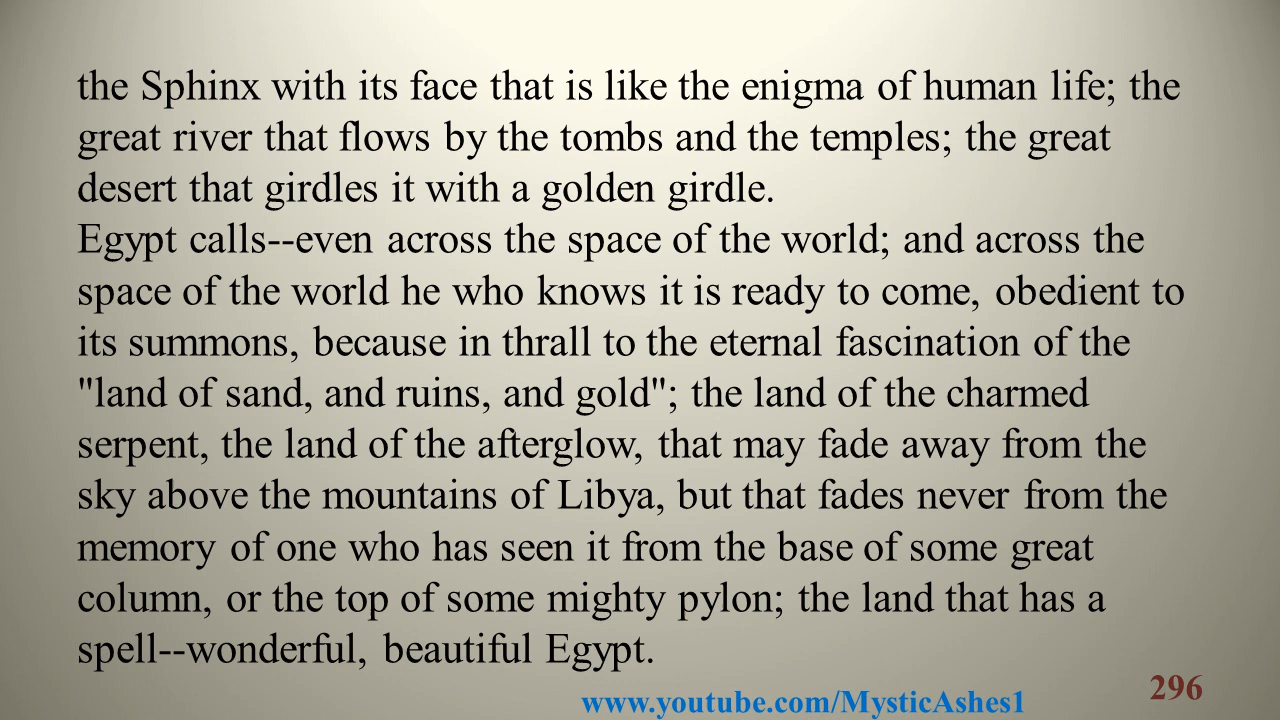 the Sphinx with its face that is like the enigma of human life; the
great river that flows by the tombs and the temples; the great
desert that girdles it with a golden girdle.
Egypt calls--even across the space of the world; and across the
space of the world he who knows it is ready to come, obedient to
its summons, because in thrall to the eternal fascination of the
"land of sand, and ruins, and gold"; the land of the charmed
serpent, the land of the afterglow, that may fade away from the
sky above the mountains of Libya, but that fades never from the
memory of one who has seen it from the base of some great
column, or the top of some mighty pylon; the land that has a
spell--wonderful, beautiful Egypt.
296
www.youtube.com/MysticAshes1